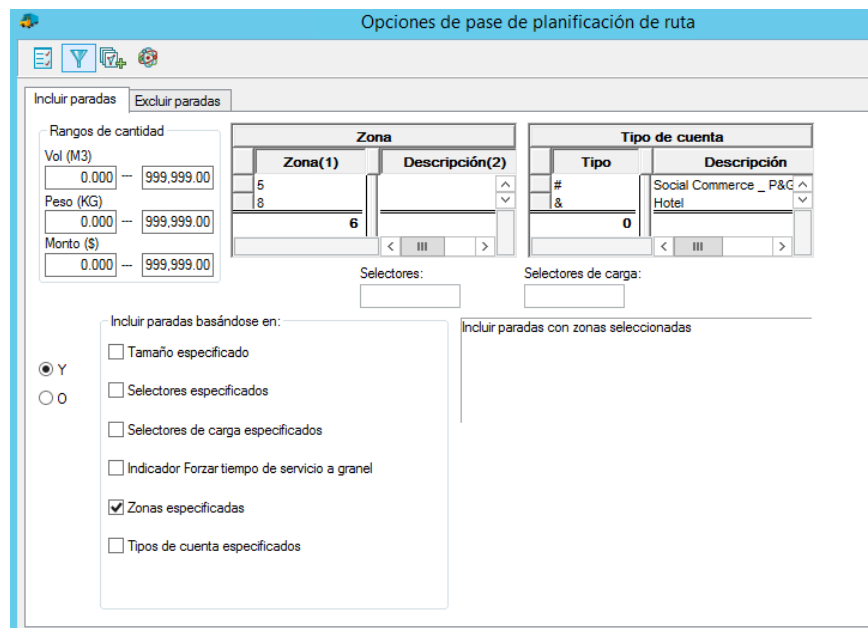 Opciones de pase de planificación de ruta
Incluir paradas Excluir paradas
Rangos de cantidad
Vol (M3)
0.000 --- 999,999.00
Peso (KG)
0.000 --- 999,999.00
Monto ($)
0.000 --- 999,999.00
Zona
Zona(1) Descripción(2)
5
8
6
Tipo de cuenta
Tipo Descripción
# Social Commerce _ P&G
& Hotel
0
Selectores:
Selectores de carga:
Y
O
Incluir paradas basándose en:
Tamaño especificado
Selectores especificados
Selectores de carga especificados
Indicador Forzar tiempo de servicio a granel
Zonas especificadas
Tipos de cuenta especificados
Incluir paradas con zonas seleccionadas